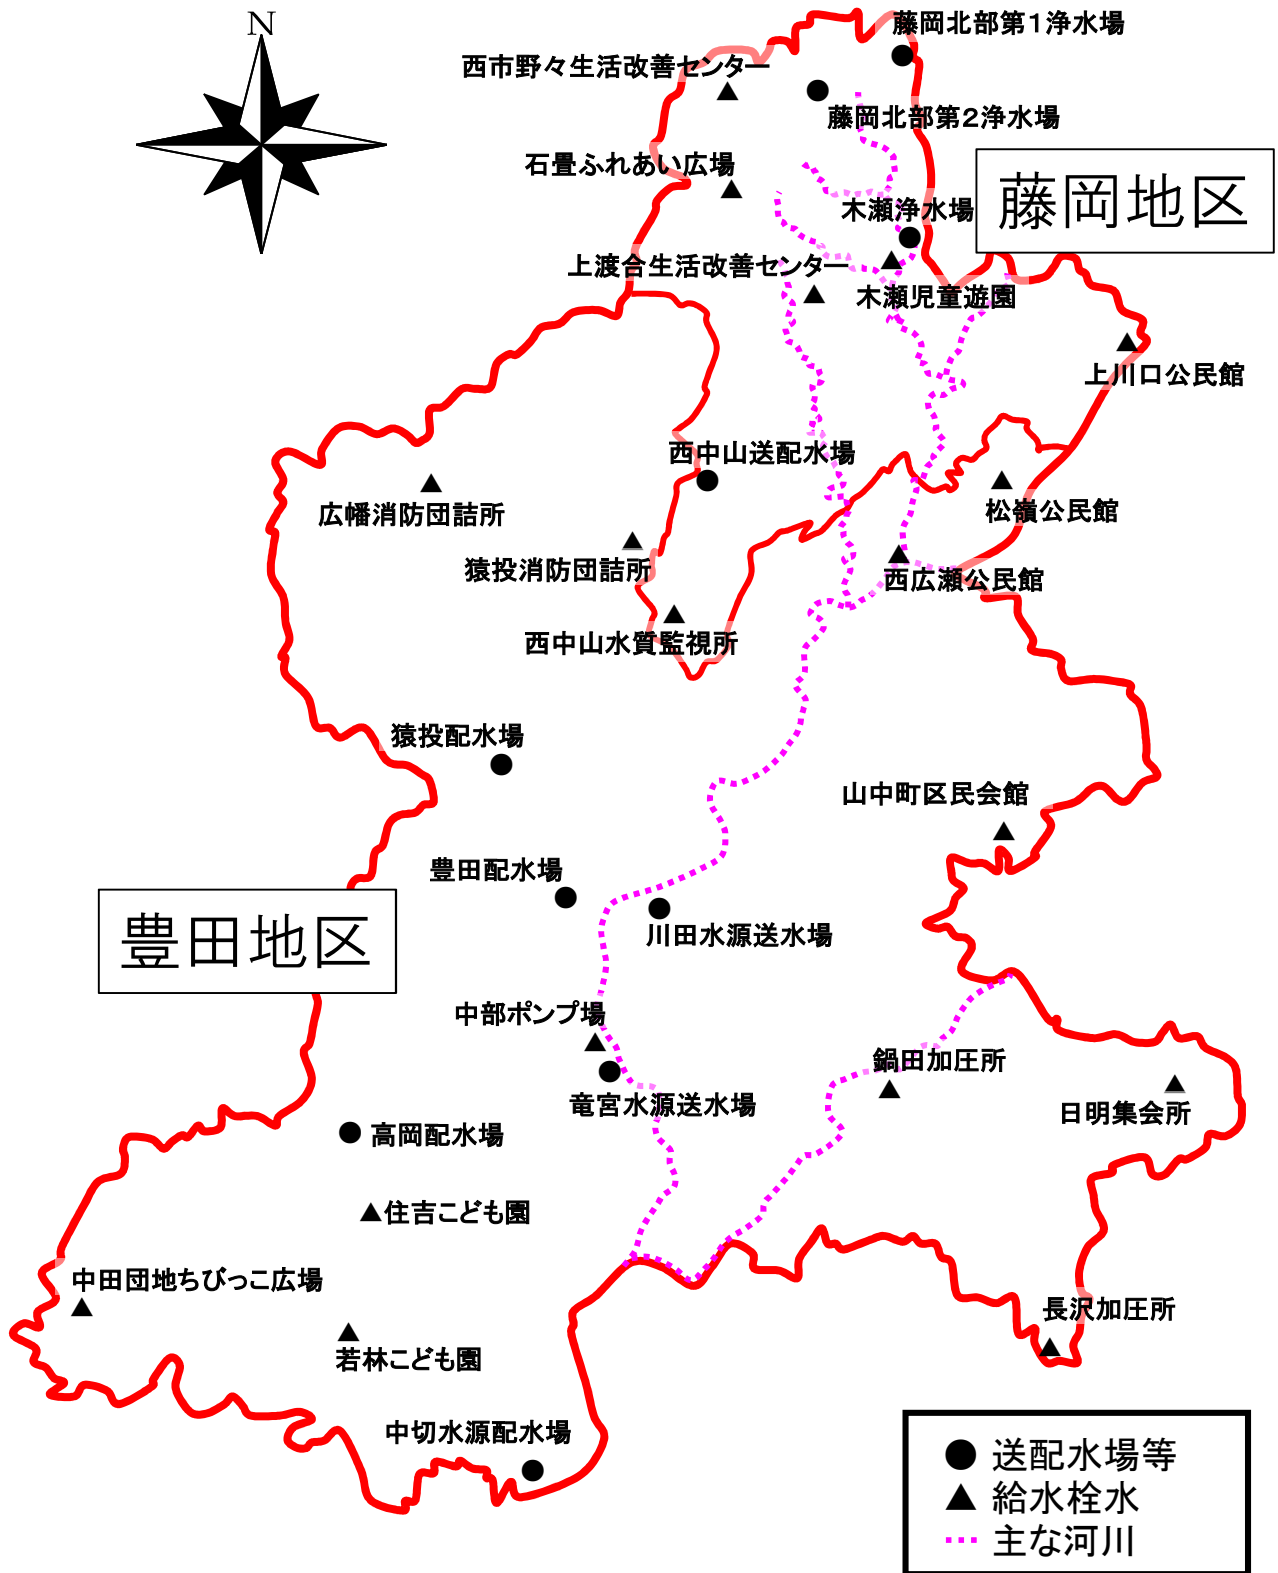 N
藤岡北部第1浄水場
西市野々生活改善センター
藤岡北部第2浄水場
石畳ふれあい広場
藤岡地区
木瀬浄水場
上渡合生活改善センター
木瀬児童遊園
上川口公民館
西中山送配水場
広幡消防団詰所
松嶺公民館
猿投消防団詰所
西広瀬公民館
西中山水質監視所
猿投配水場
山中町区民会館
豊田配水場
豊田地区
川田水源送水場
中部ポンプ場
鍋田加圧所
竜宮水源送水場
日明集会所
高岡配水場
住吉こども園
中田団地ちびっこ広場
長沢加圧所
若林こども園
中切水源配水場
送配水場等
給水栓水
主な河川